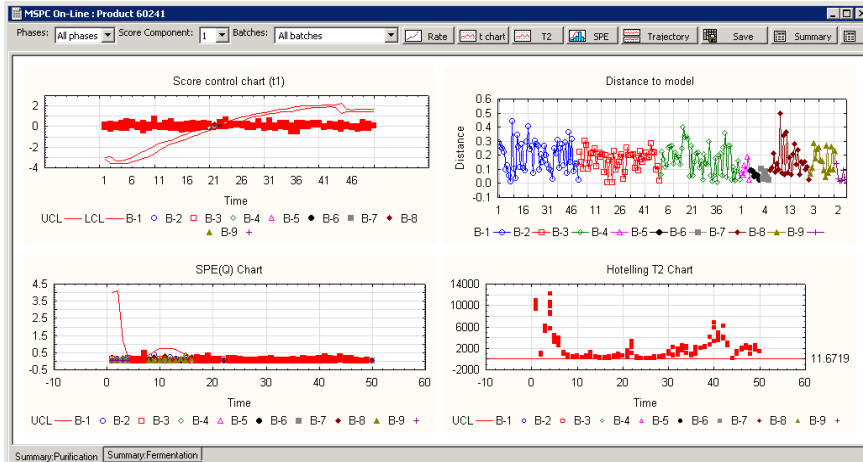 MSPC On-Line : Product 60241
Phases: All phases Score Component: 1 Batches: All batches Rate t chart T2 SPE Trajectory Save Summary
Score control chart (t1)
2
0
-2
-4
1 6 11 16 21 26 31 36 41 46
Time
UCL LCL B-1 B-2 B-3 B-4 B-5 B-6 B-7 B-8
B-9
Distance to model
Distance
0.6
0.5
0.4
0.3
0.2
0.1
0.0
-0.1
1 16 31 46 11 26 41 6 21 36 1 4 13 3 2
Time
B-1 B-2 B-3 B-4 B-5 B-6 B-7 B-8 B-9
SPE(Q) Chart
4.5
3.5
2.5
1.5
0.5
-0.5
-10 0 10 20 30 40 50 60
Time
UCL B-1 B-2 B-3 B-4 B-5 B-6 B-7 B-8 B-9
Hotelling T2 Chart
14000
10000
6000
2000
-2000
11.6719
-10 0 10 20 30 40 50 60
Time
UCL B-1 B-2 B-3 B-4 B-5 B-6 B-7 B-8 B-9
Summary:Purification Summary:Fermentation